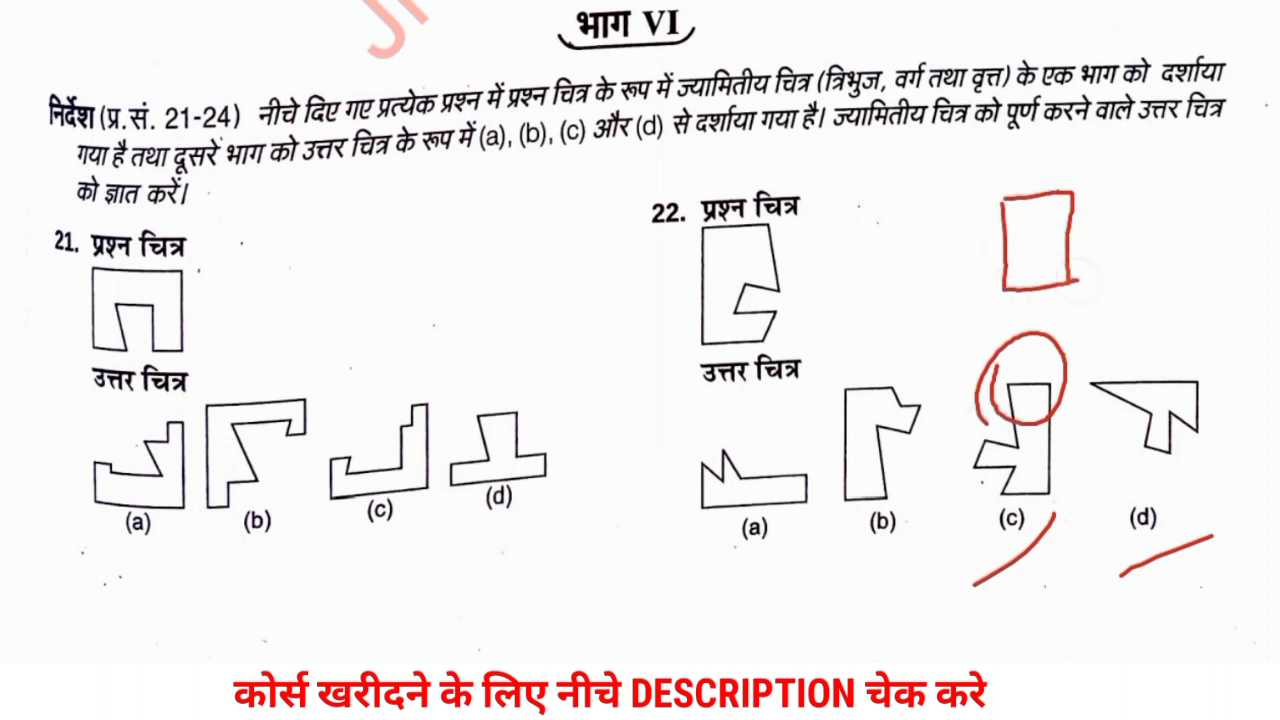 भाग VI
निर्देश (प्र.सं. 21-24) नीचे दिए गए प्रत्येक प्रश्न में प्रश्न चित्र के रूप में ज्यामितीय चित्र (त्रिभुज, वर्ग तथा वृत्त) के एक भाग को दर्शाया
गया है तथा दूसरे भाग को उत्तर चित्र के रूप में (a), (b), (c) और (d) से दर्शाया गया है। ज्यामितीय चित्र को पूर्ण करने वाले उत्तर चित्र
को ज्ञात करें।
21. प्रश्न चित्र
उत्तर चित्र
(a) (b) (c) (d)
22. प्रश्न चित्र
उत्तर चित्र
(a) (b) (c) (d)
कोर्स खरीदने के लिए नीचे DESCRIPTION चेक करे